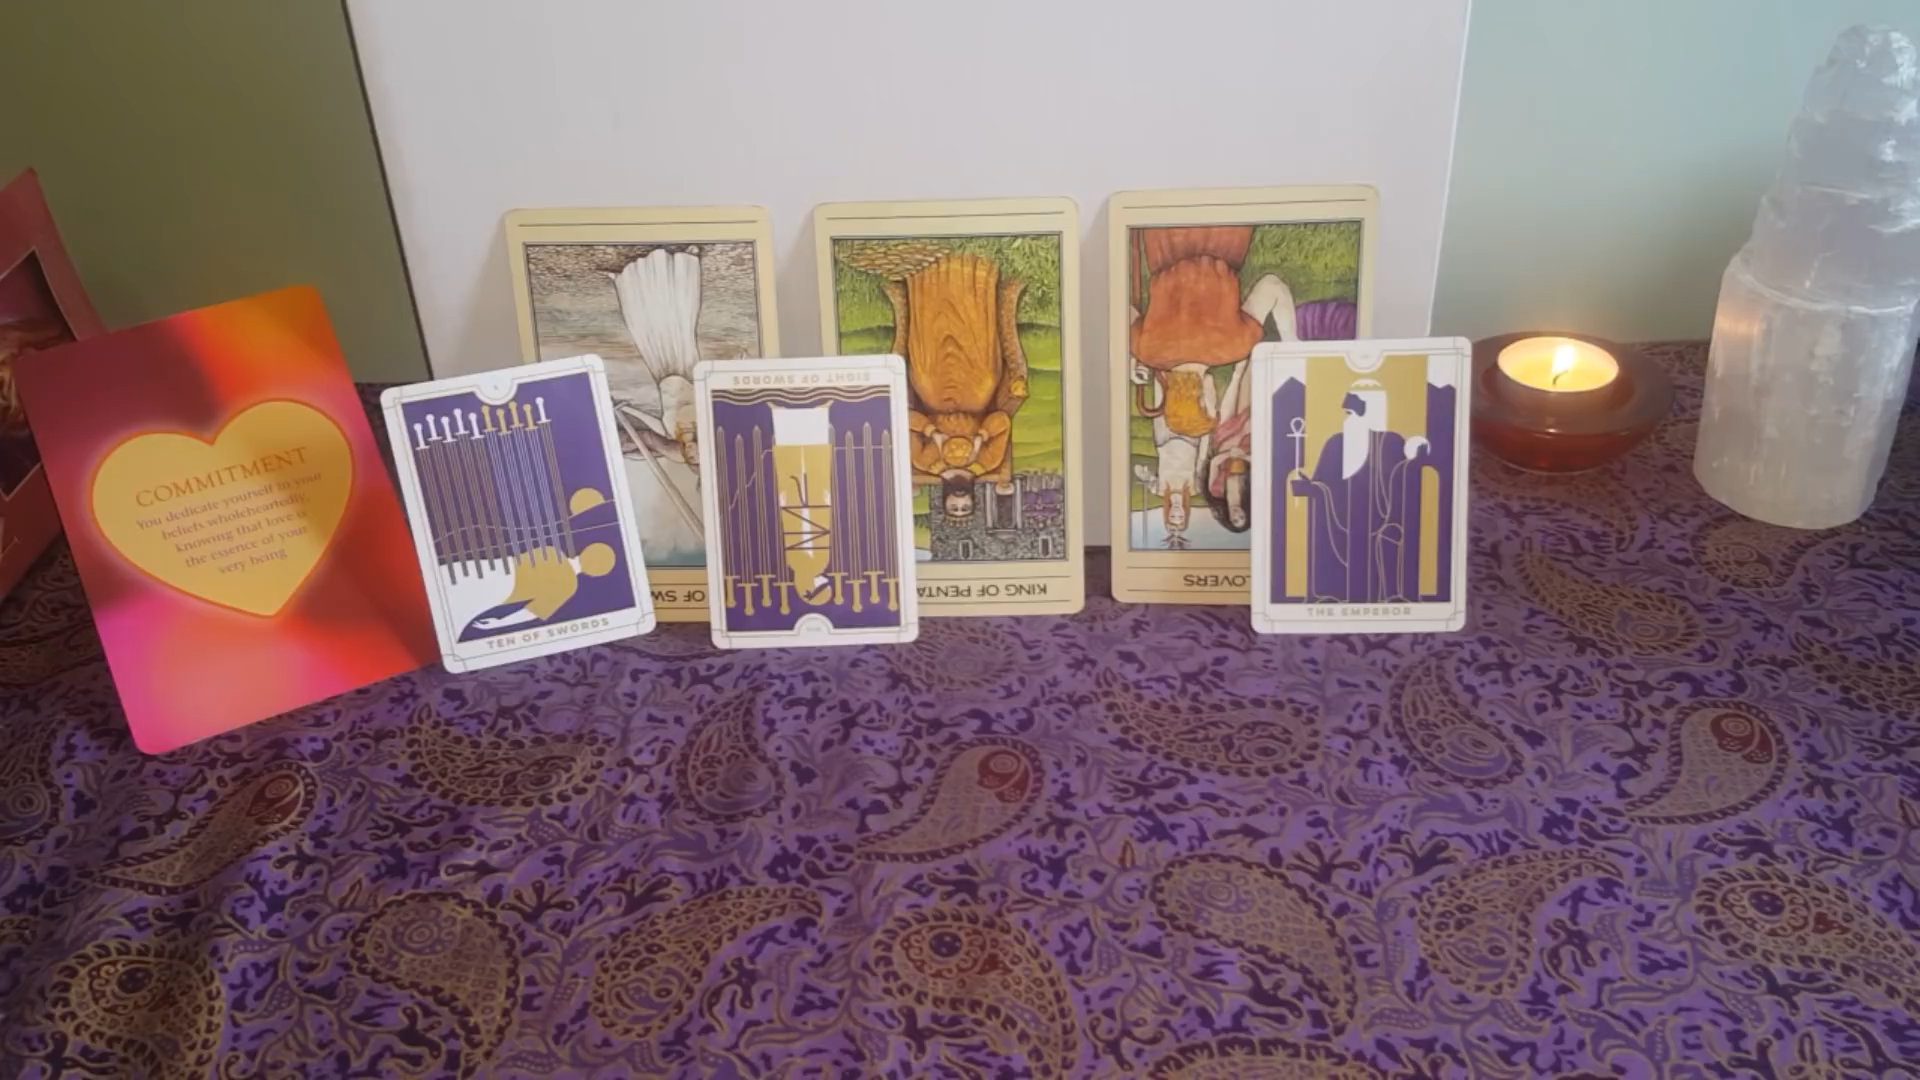 COMMITMENT
You dedicate yourself to your
beliefs wholeheartedly,
knowing that love is
the essence of your
very being
TEN OF SWORDS
EIGHT OF SWORDS
OF SW
KING OF PENTA
LOVERS
THE EMPEROR